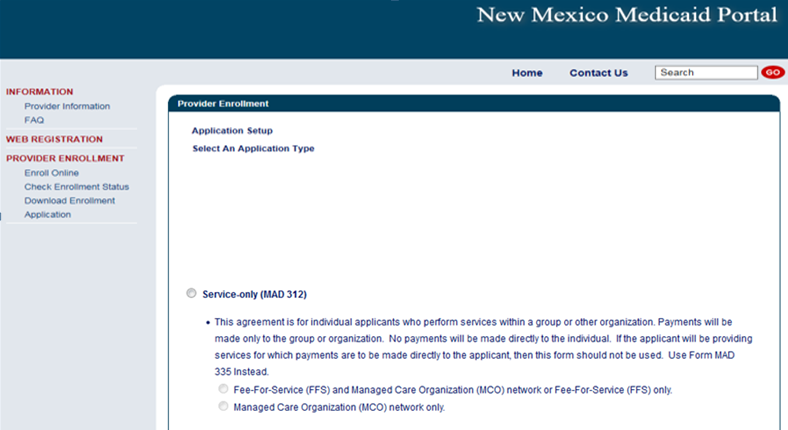 New Mexico Medicaid Portal
Home Contact Us Search GO
INFORMATION
Provider Information
FAQ
WEB REGISTRATION
PROVIDER ENROLLMENT
Enroll Online
Check Enrollment Status
Download Enrollment
Application
Provider Enrollment
Application Setup
Select An Application Type
Service-only (MAD 312)
• This agreement is for individual applicants who perform services within a group or other organization. Payments will be
made only to the group or organization. No payments will be made directly to the individual. If the applicant will be providing
services for which payments are to be made directly to the applicant, then this form should not be used. Use Form MAD
335 Instead.
Fee-For-Service (FFS) and Managed Care Organization (MCO) network or Fee-For-Service (FFS) only.
Managed Care Organization (MCO) network only.